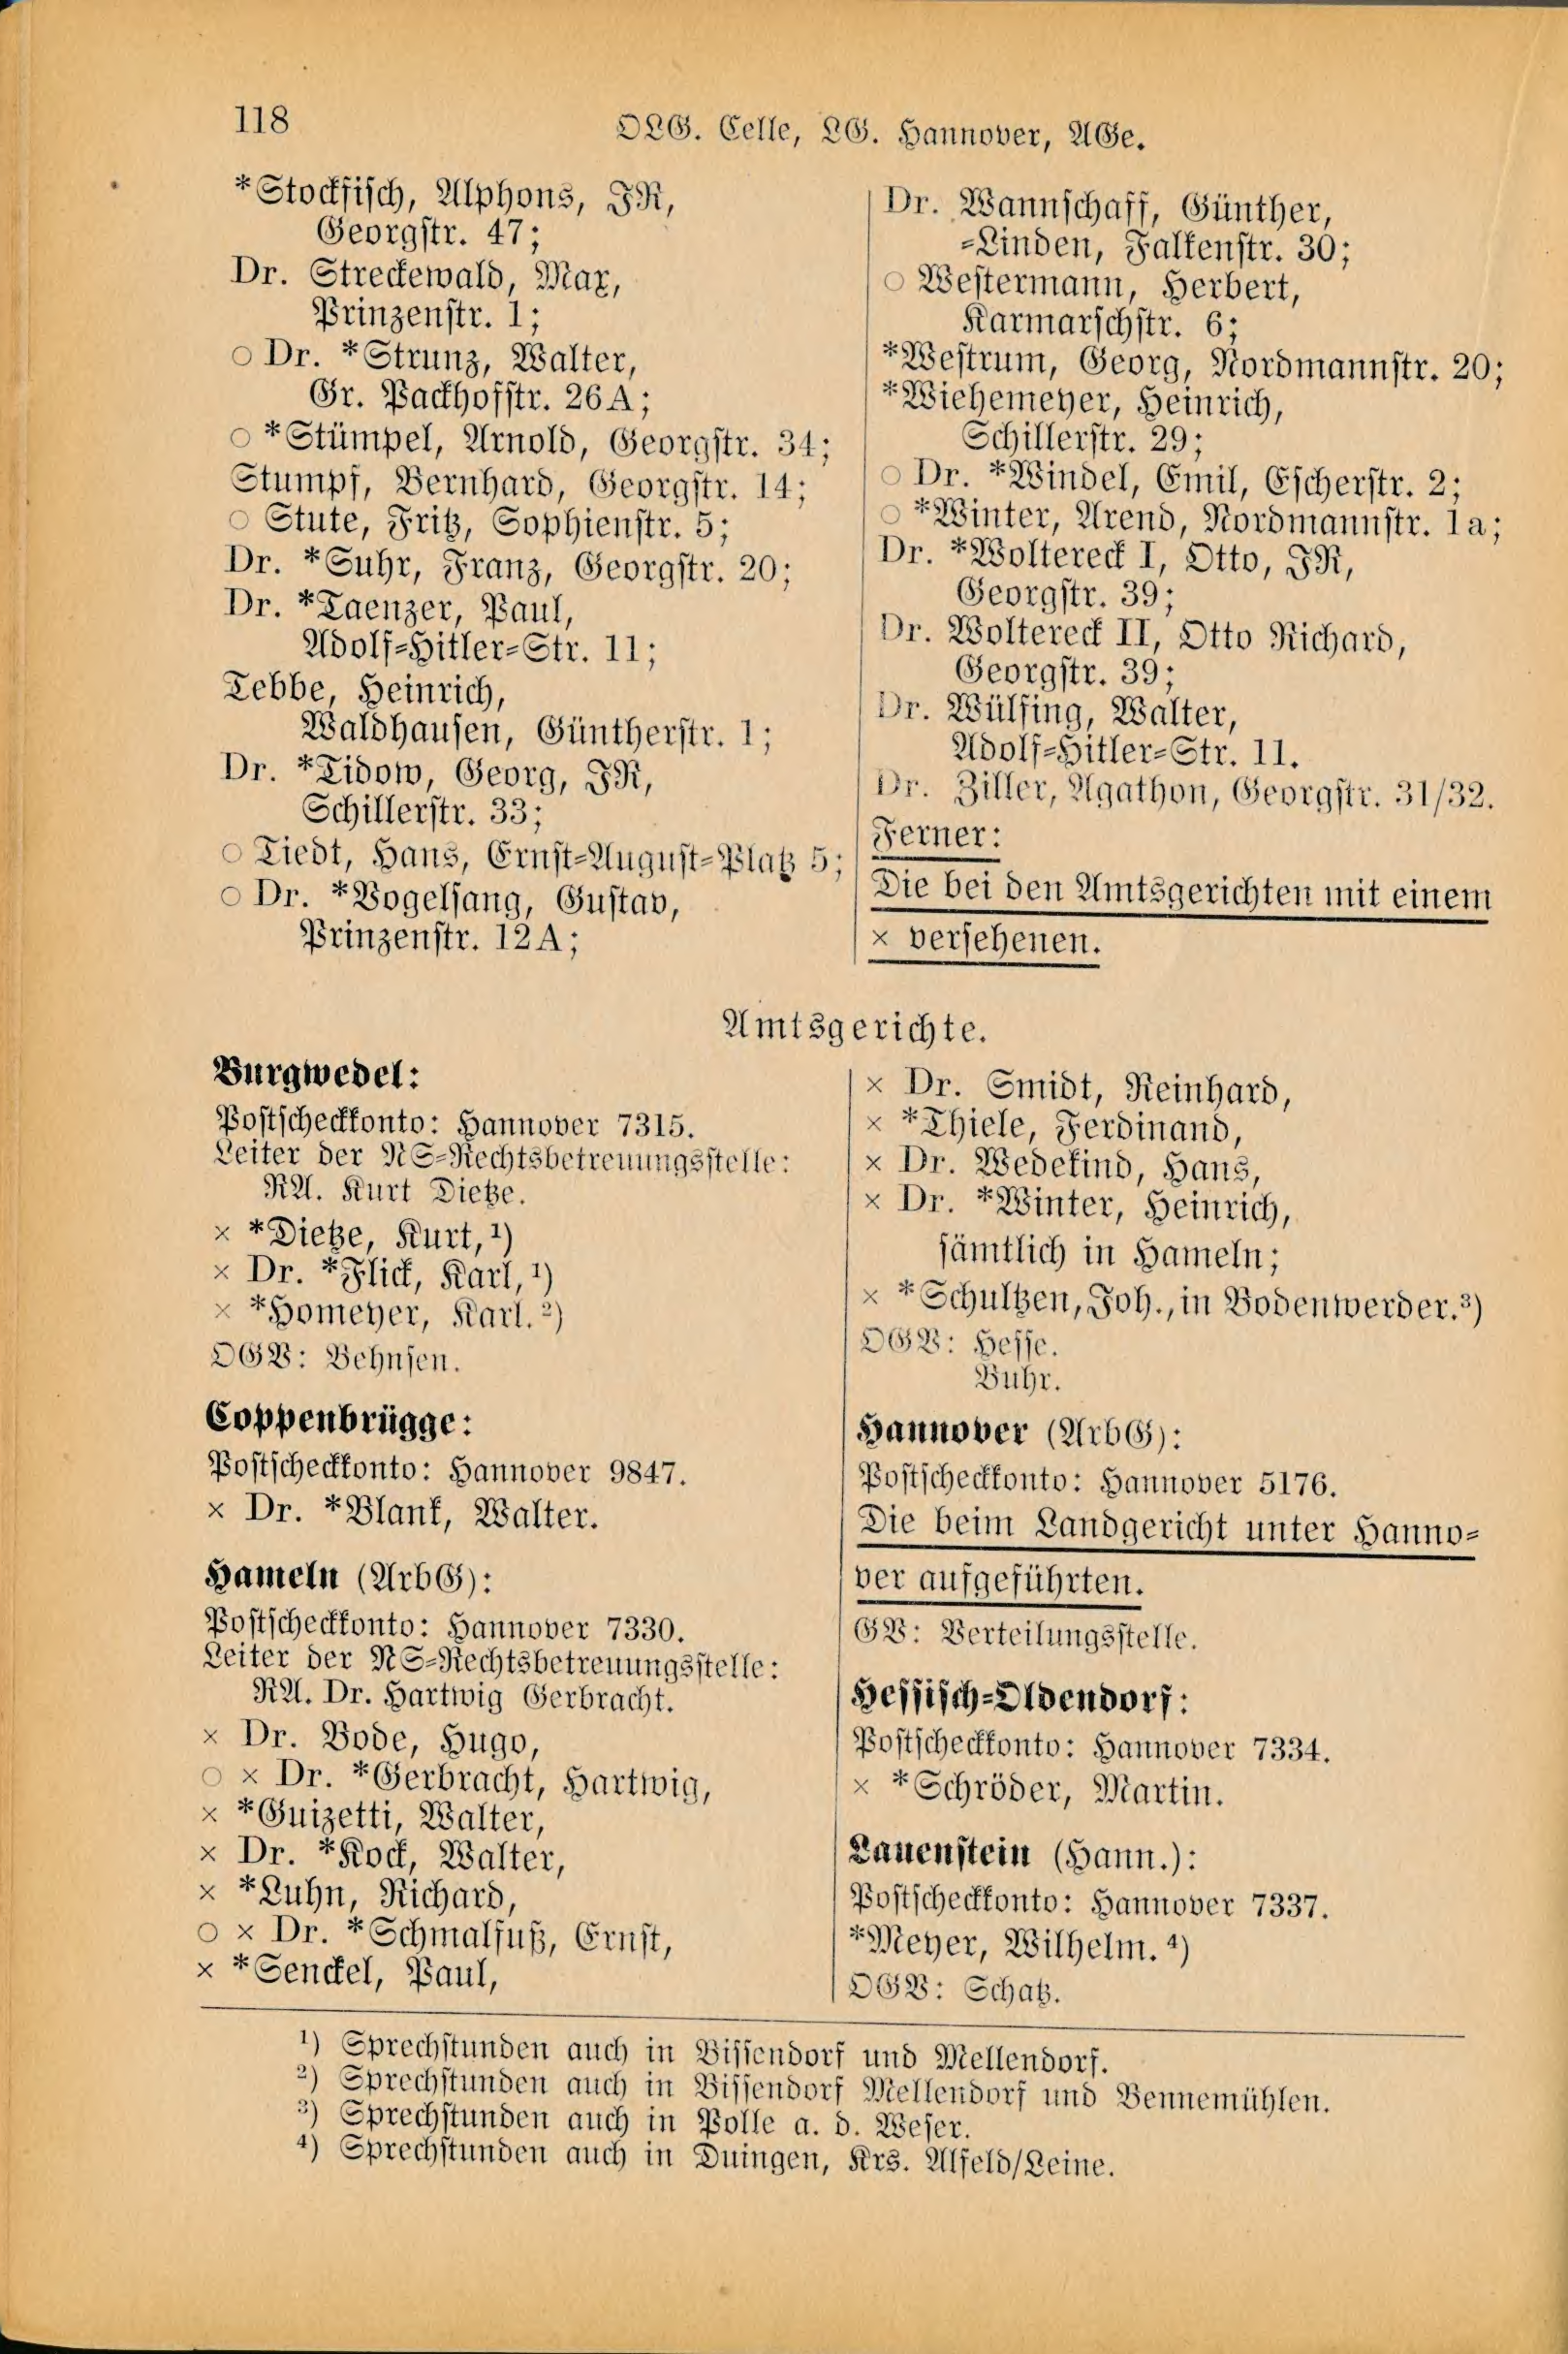 118
OLG. Celle, LG. Hannover, AGe.
*Stockfisch, Alphons, JR,
Georgstr. 47;
Dr. Streckewald, Max,
Prinzenstr. 1;
○ Dr. *Strunz, Walter,
Gr. Packhofstr. 26A;
○ *Stümpel, Arnold, Georgstr. 34;
Stumpf, Bernhard, Georgstr. 14;
○ Stute, Fritz, Sophienstr. 5;
Dr. *Suhr, Franz, Georgstr. 20;
Dr. *Taenzer, Paul,
Adolf-Hitler-Str. 11;
Tebbe, Heinrich,
Waldhausen, Güntherstr. 1;
Dr. *Tidow, Georg, JR,
Schillerstr. 33;
○ Tiedt, Hans, Ernst-August-Platz 5;
○ Dr. *Vogelsang, Gustav,
Prinzenstr. 12A;
Dr. Wannschaff, Günther,
-Linden, Falkenstr. 30;
○ Westermann, Herbert,
Karmarschstr. 6;
*Westrum, Georg, Nordmannstr. 20;
*Wiehemeyer, Heinrich,
Schillerstr. 29;
○ Dr. *Windel, Emil, Escherstr. 2;
○ *Winter, Arend, Nordmannstr. 1a;
Dr. *Woltereck I, Otto, JR,
Georgstr. 39;
Dr. Woltereck II, Otto Richard,
Georgstr. 39;
Dr. Wülfing, Walter,
Adolf-Hitler-Str. 11.
Dr. Ziller, Agathon, Georgstr. 31/32.
Ferner:
Die bei den Amtsgerichten mit einem
× versehenen.
Amtsgerichte.
Burgwedel:
Postscheckkonto: Hannover 7315.
Leiter der NS-Rechtsbetreuungsstelle:
RA. Kurt Dietze.
× *Dietze, Kurt,¹)
× Dr. *Flick, Karl,¹)
× *Homeyer, Karl.²)
OGV: Behnsen.
Coppenbrügge:
Postscheckkonto: Hannover 9847.
× Dr. *Blank, Walter.
Hameln (ArbG):
Postscheckkonto: Hannover 7330.
Leiter der NS-Rechtsbetreuungsstelle:
RA. Dr. Hartwig Gerbracht.
× Dr. Bode, Hugo,
○ × Dr. *Gerbracht, Hartwig,
× *Guizetti, Walter,
× Dr. *Kock, Walter,
× *Luhn, Richard,
○ × Dr. *Schmalfuß, Ernst,
× *Senckel, Paul,
× Dr. Smidt, Reinhard,
× *Thiele, Ferdinand,
× Dr. Wedekind, Hans,
× Dr. *Winter, Heinrich,
sämtlich in Hameln;
× *Schultzen, Joh., in Bodenwerder.³)
OGV: Hesse.
Buhr.
Hannover (ArbG):
Postscheckkonto: Hannover 5176.
Die beim Landgericht unter Hanno-
ver aufgeführten.
GV: Verteilungsstelle.
Hessisch-Oldendorf:
Postscheckkonto: Hannover 7334.
× *Schröder, Martin.
Lauenstein (Hann.):
Postscheckkonto: Hannover 7337.
*Meyer, Wilhelm.⁴)
OGV: Schatz.
¹) Sprechstunden auch in Bissendorf und Mellendorf.
²) Sprechstunden auch in Bissendorf Mellendorf und Bennemühlen.
³) Sprechstunden auch in Polle a. d. Weser.
⁴) Sprechstunden auch in Duingen, Krs. Alfeld/Leine.